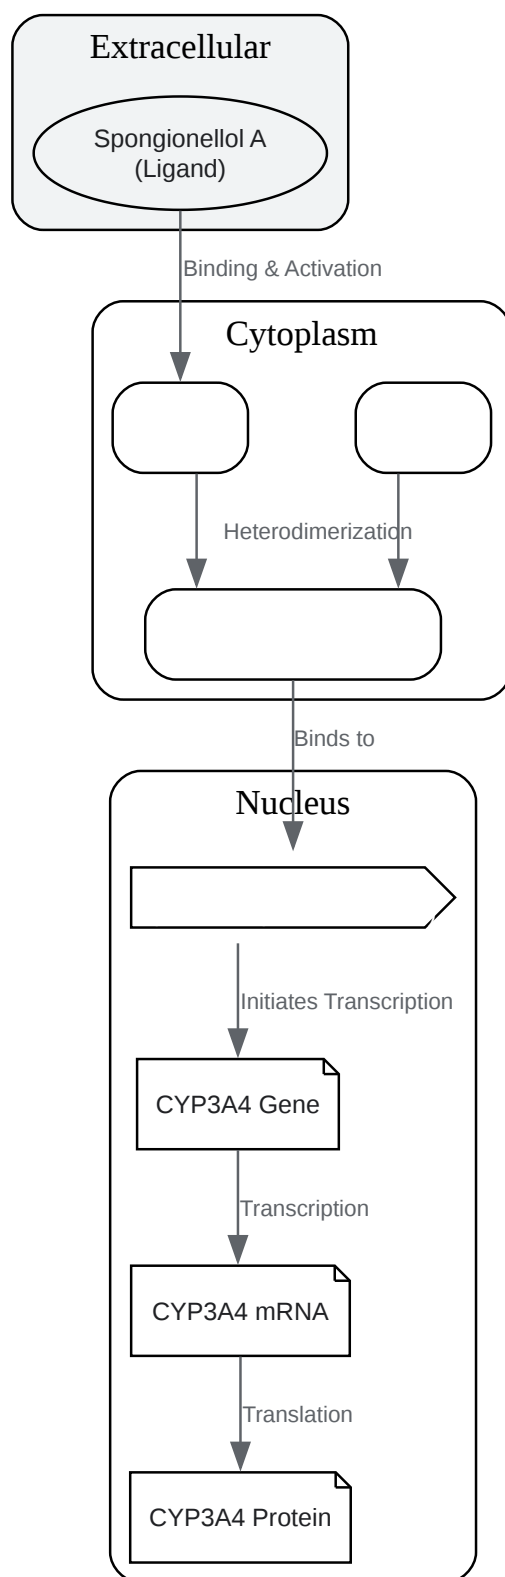 Extracellular
Spongionellol A
(Ligand)
Binding & Activation
Cytoplasm
Heterodimerization
Binds to
Nucleus
Initiates Transcription
CYP3A4 Gene
Transcription
CYP3A4 mRNA
Translation
CYP3A4 Protein